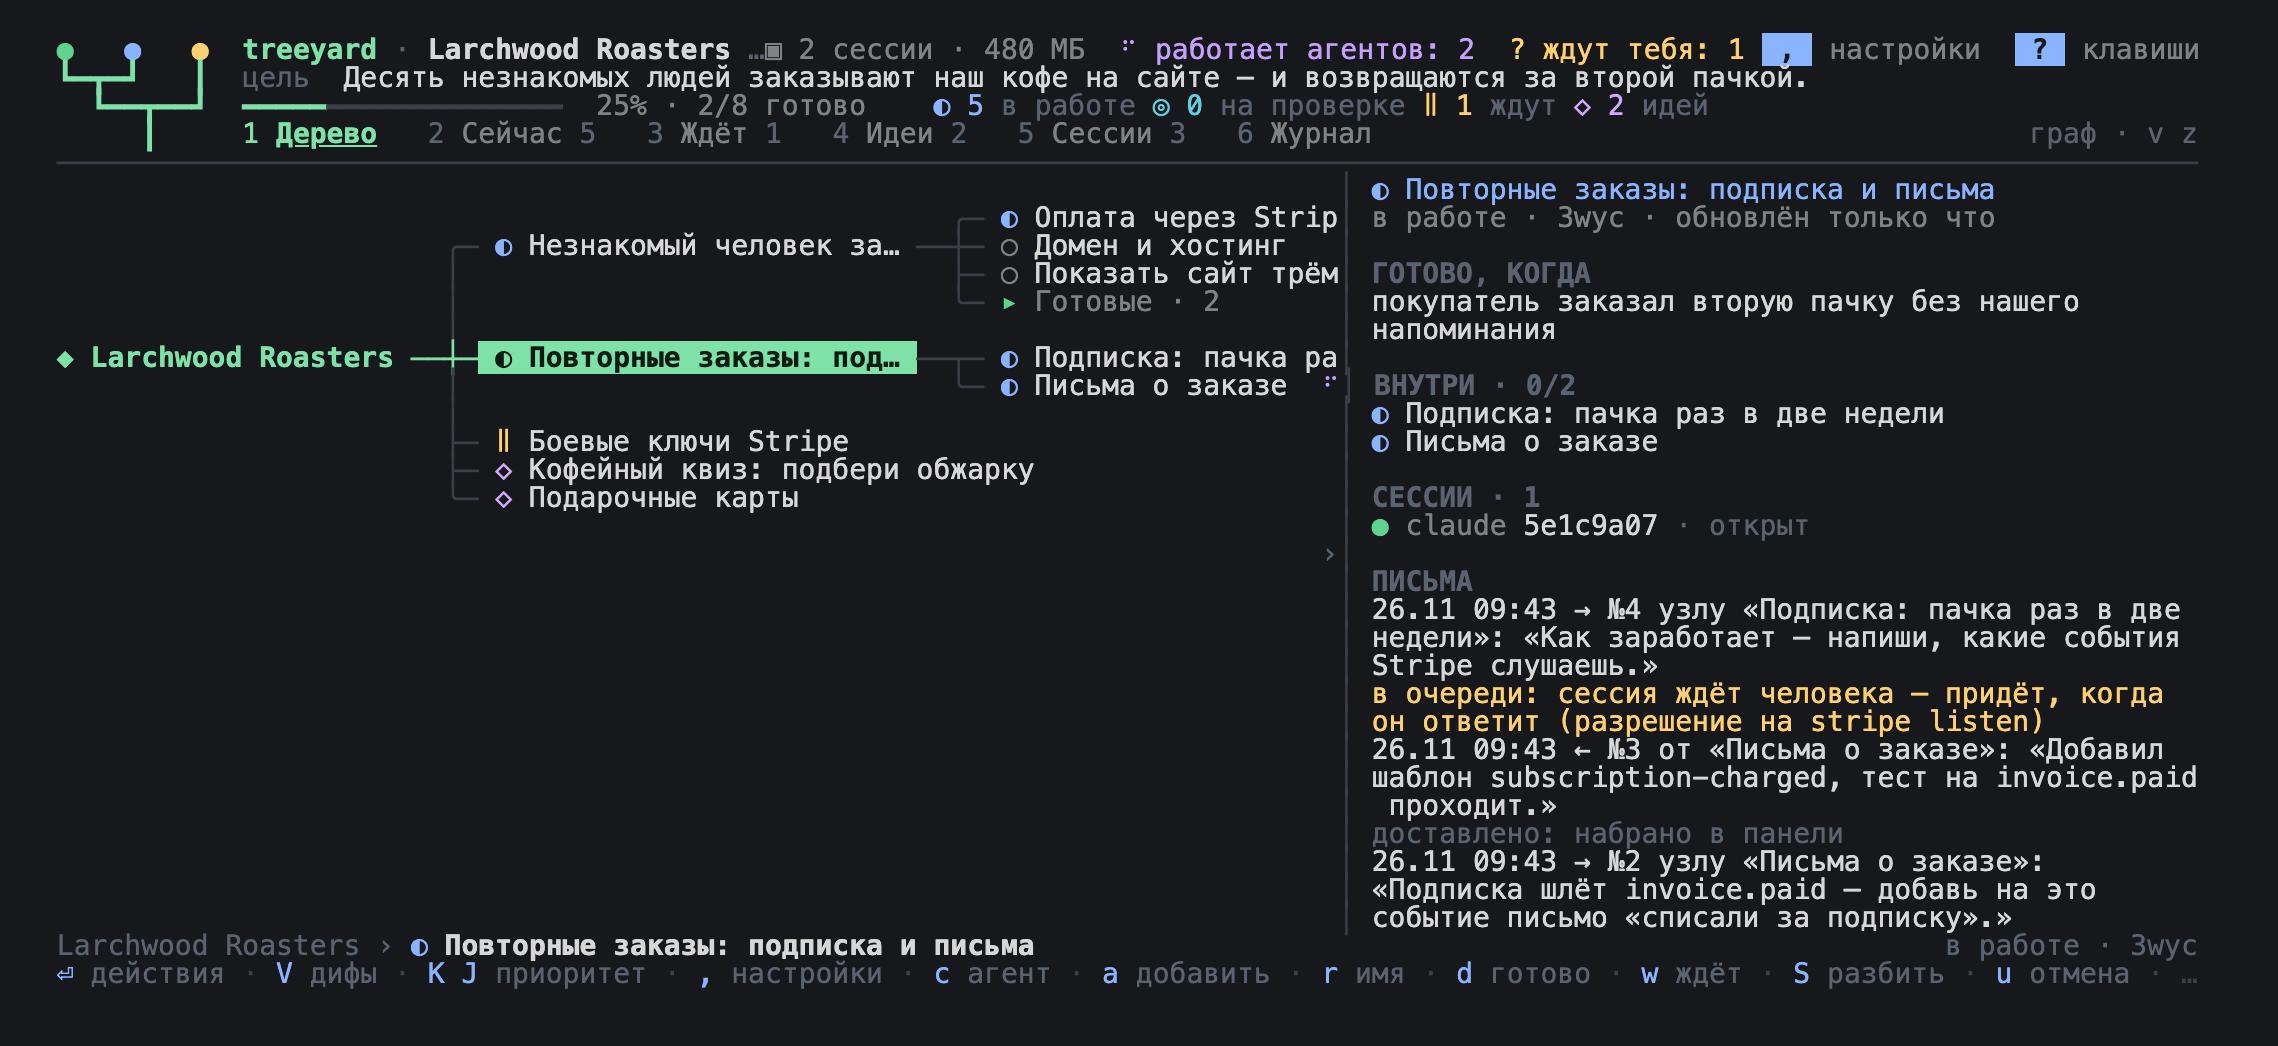 treeyard · Larchwood Roasters …▣ 2 сессии · 480 МБ ⠋ работает агентов: 2 ? ждут тебя: 1 , настройки ? клавиши
цель Десять незнакомых людей заказывают наш кофе на сайте — и возвращаются за второй пачкой.
25% · 2/8 готово ◐ 5 в работе ◎ 0 на проверке ‖ 1 ждут ◇ 2 идей
1 Дерево 2 Сейчас 5 3 Ждёт 1 4 Идеи 2 5 Сессии 3 6 Журнал граф · v z
◐ Незнакомый человек за…
◐ Оплата через Strip
○ Домен и хостинг
○ Показать сайт трём
▸ Готовые · 2
◆ Larchwood Roasters
◐ Повторные заказы: под…
◐ Подписка: пачка ра
◐ Письма о заказе
‖ Боевые ключи Stripe
◇ Кофейный квиз: подбери обжарку
◇ Подарочные карты
›
◐ Повторные заказы: подписка и письма
в работе · 3wyc · обновлён только что
ГОТОВО, КОГДА
покупатель заказал вторую пачку без нашего
напоминания
ВНУТРИ · 0/2
◐ Подписка: пачка раз в две недели
◐ Письма о заказе
СЕССИИ · 1
● claude 5e1c9a07 · открыт
ПИСЬМА
26.11 09:43 → №4 узлу «Подписка: пачка раз в две
недели»: «Как заработает — напиши, какие события
Stripe слушаешь.»
в очереди: сессия ждёт человека — придёт, когда
он ответит (разрешение на stripe listen)
26.11 09:43 ← №3 от «Письма о заказе»: «Добавил
шаблон subscription-charged, тест на invoice.paid
проходит.»
доставлено: набрано в панели
26.11 09:43 → №2 узлу «Письма о заказе»:
«Подписка шлёт invoice.paid — добавь на это
событие письмо «списали за подписку».»
Larchwood Roasters › ◐ Повторные заказы: подписка и письма в работе · 3wyc
⏎ действия · V дифы · K J приоритет · , настройки · c агент · a добавить · r имя · d готово · w ждёт · S разбить · u отмена · …